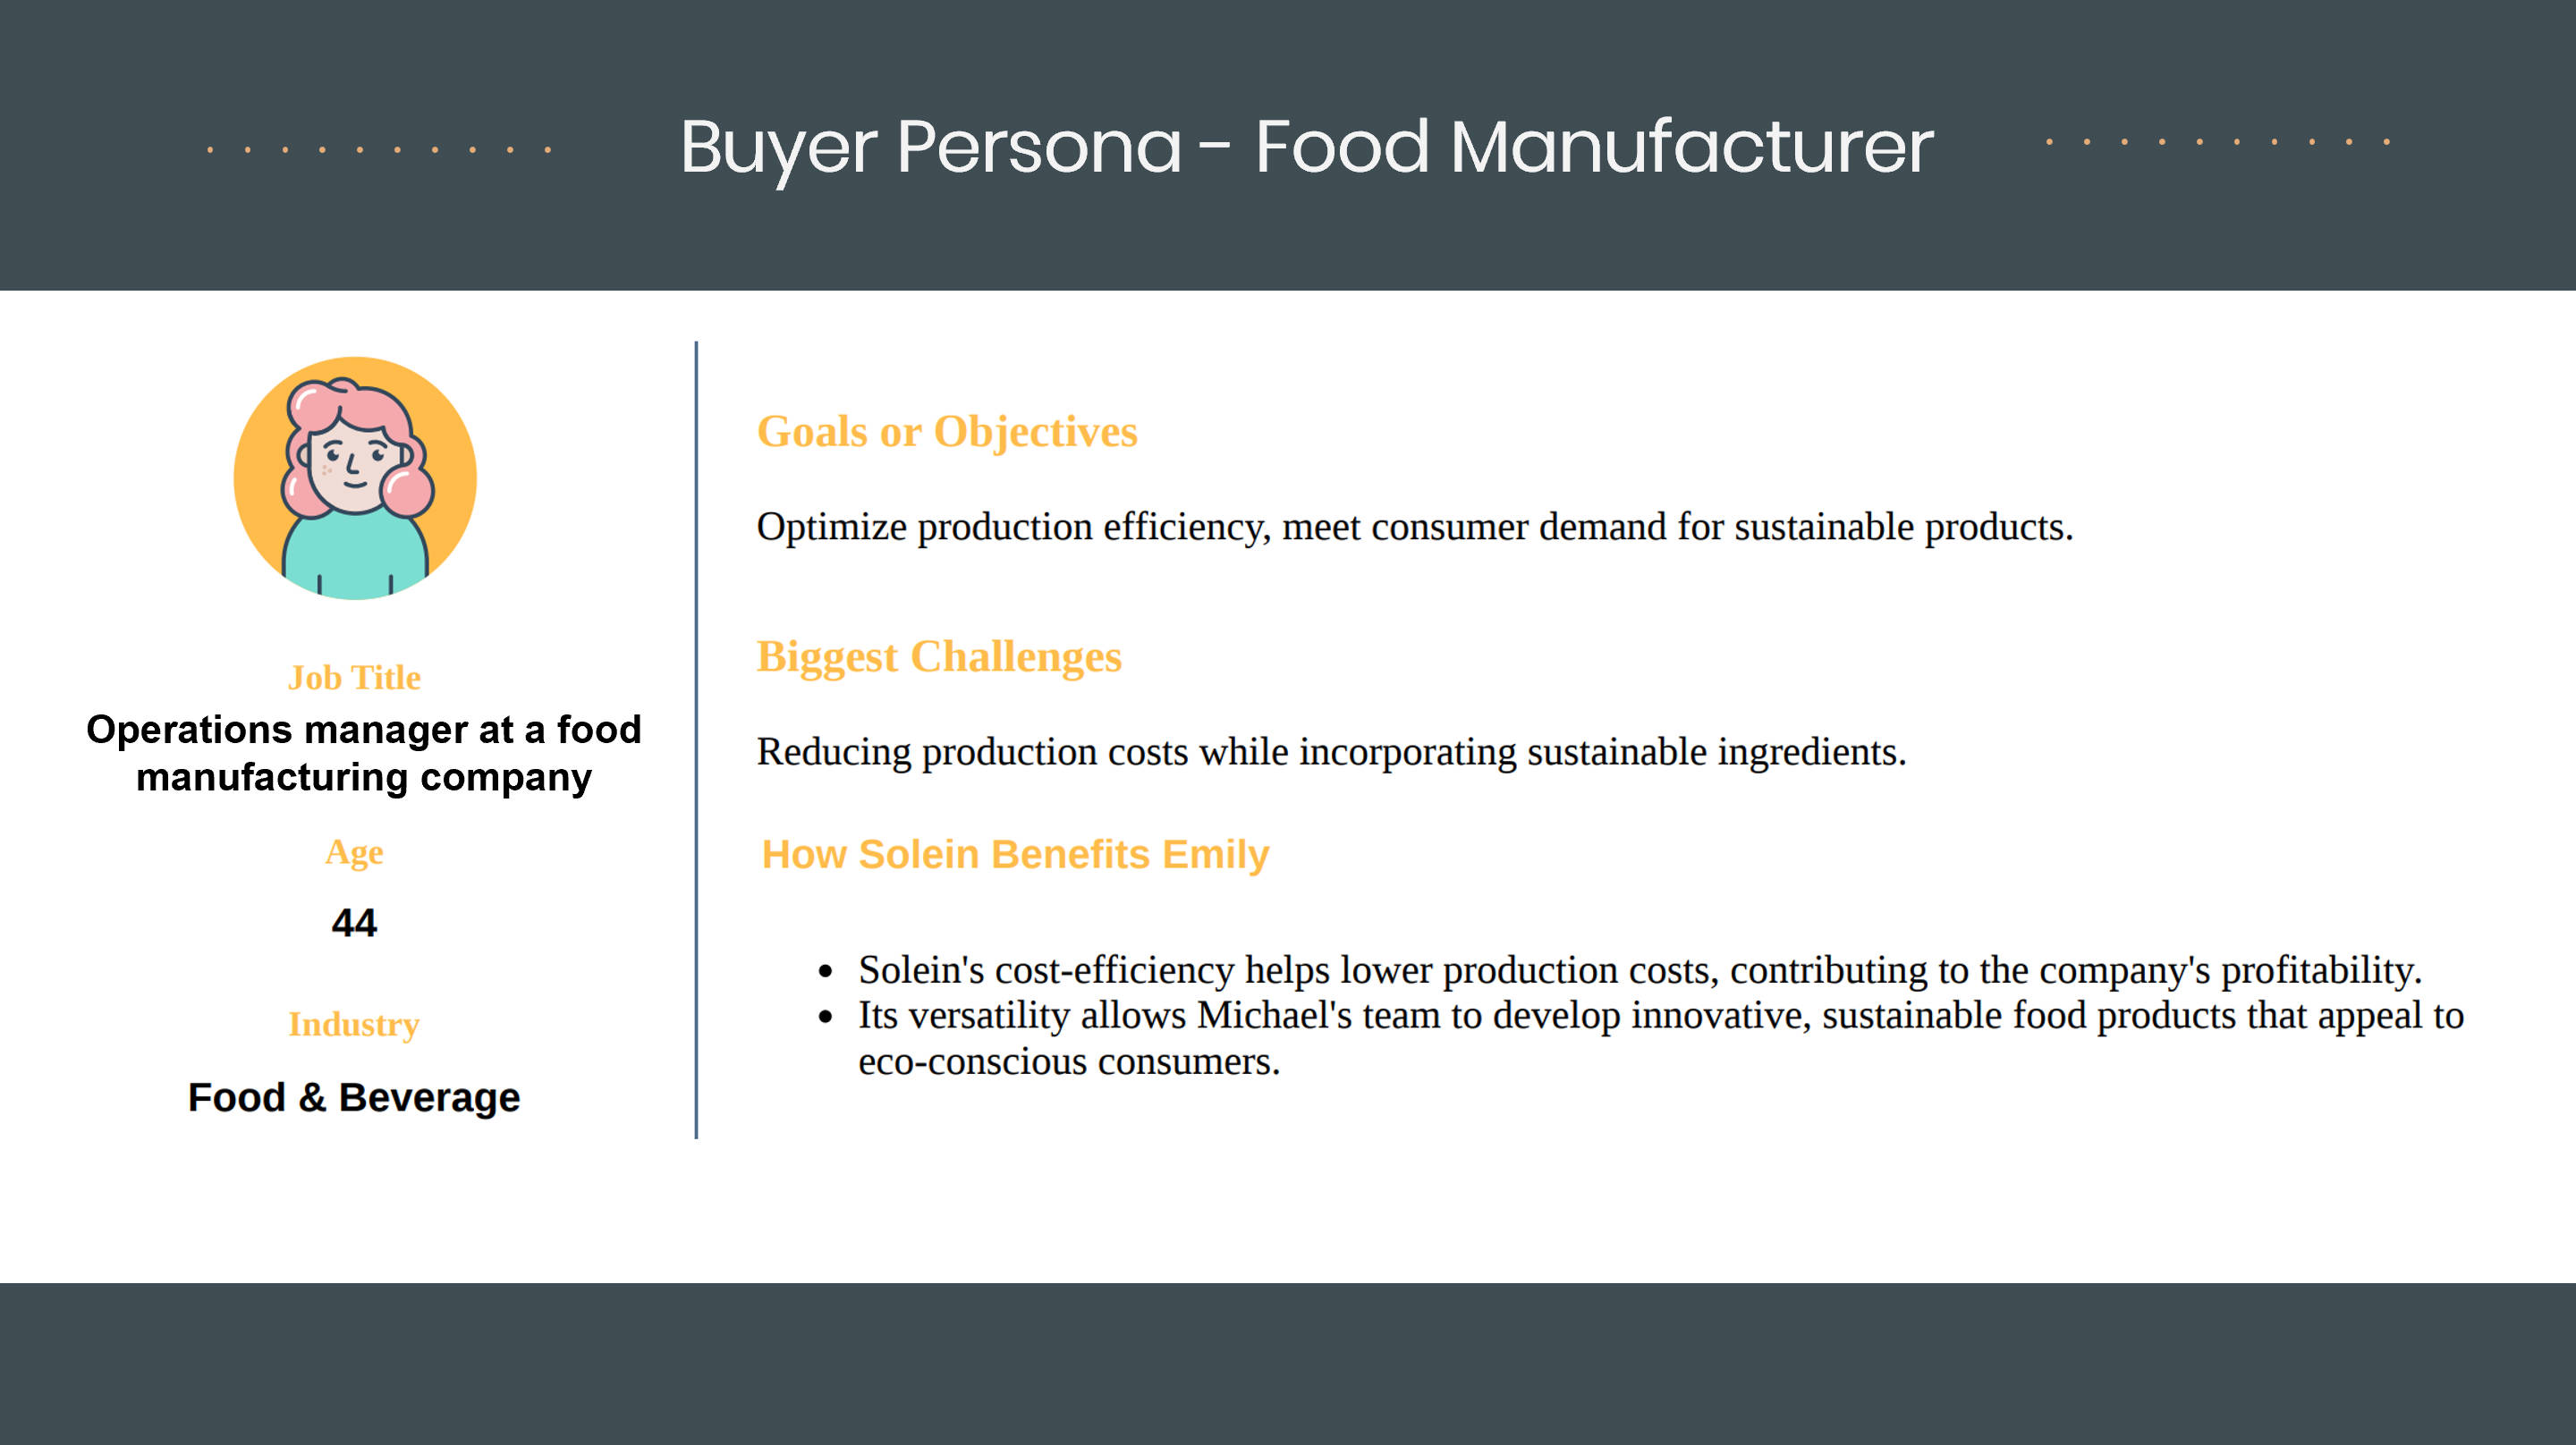 Buyer Persona - Food Manufacturer
Job Title
Operations manager at a food
manufacturing company
Age
44
Industry
Food & Beverage
Goals or Objectives
Optimize production efficiency, meet consumer demand for sustainable products.
Biggest Challenges
Reducing production costs while incorporating sustainable ingredients.
How Solein Benefits Emily
• Solein's cost-efficiency helps lower production costs, contributing to the company's profitability.
• Its versatility allows Michael's team to develop innovative, sustainable food products that appeal to
eco-conscious consumers.